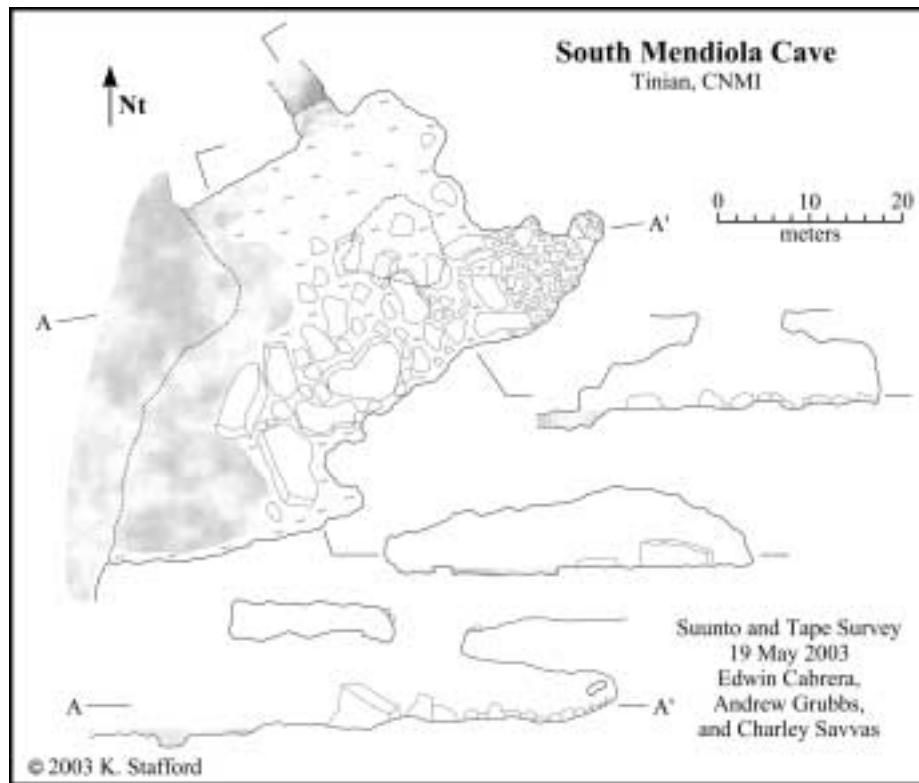 South Mendiola Cave
Tinian, CNMI
Nt
0 10 20
meters
A'
A
A A'
Suunto and Tape Survey
19 May 2003
Edwin Cabrera,
Andrew Grubbs,
and Charley Savvas
© 2003 K. Stafford